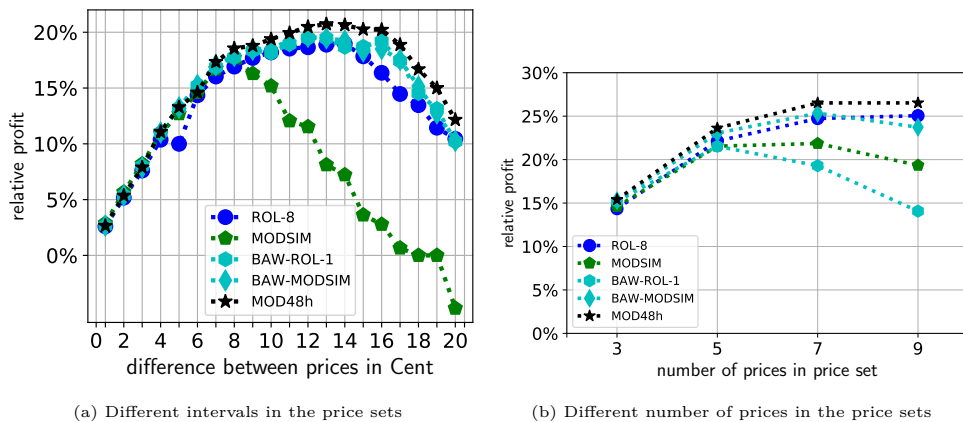 20%
15%
10%
5%
0%
relative profit
ROL-8
MODSIM
BAW-ROL-1
BAW-MODSIM
MOD48h
0 2 4 6 8 10 12 14 16 18 20
difference between prices in Cent
(a) Different intervals in the price sets
30%
25%
20%
15%
10%
5%
0%
relative profit
ROL-8
MODSIM
BAW-ROL-1
BAW-MODSIM
MOD48h
3 5 7 9
number of prices in price set
(b) Different number of prices in the price sets